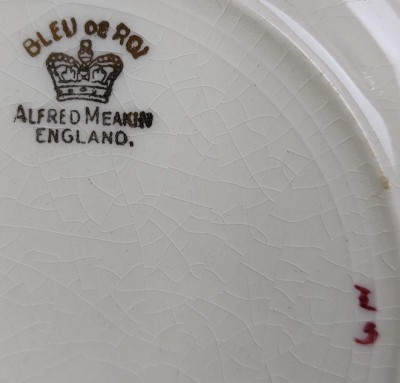 BLEU DE ROI
ALFRED MEAKIN
ENGLAND.